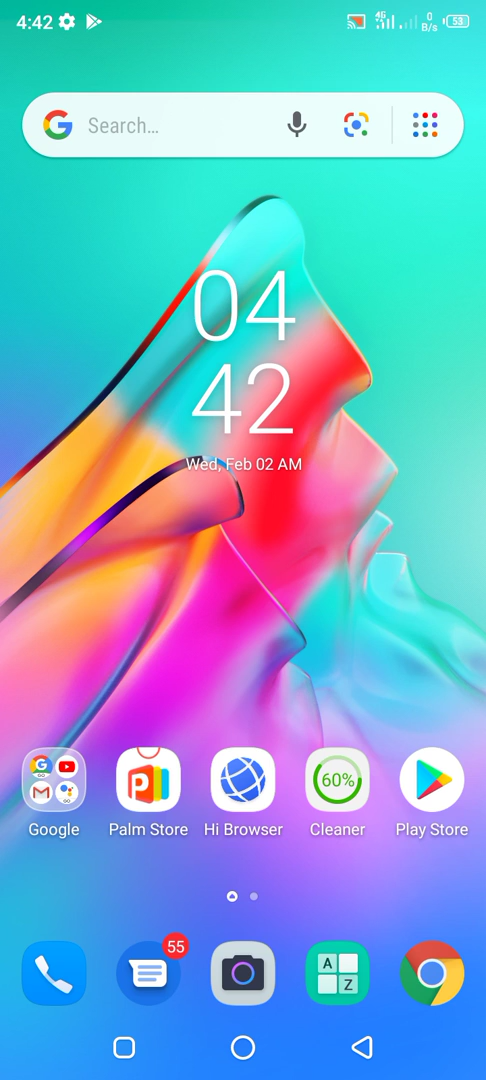 4:42
4G
0
B/s
53
Search...
04
42
Wed, Feb 02 AM
60%
Google
Palm Store
Hi Browser
Cleaner
Play Store
55
A
Z